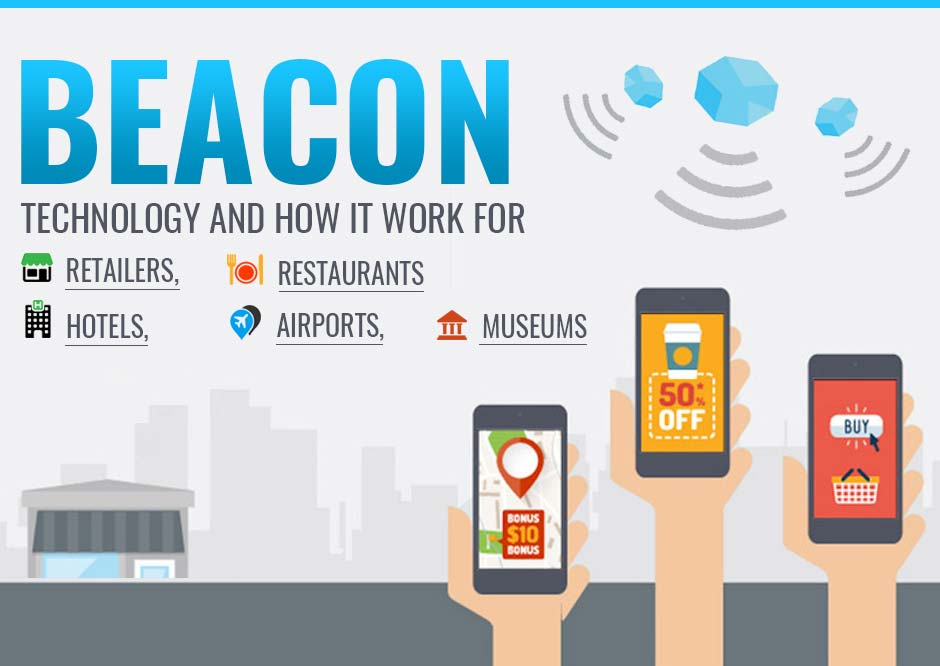 BEACON
TECHNOLOGY AND HOW IT WORK FOR
RETAILERS,
RESTAURANTS
H
HOTELS,
AIRPORTS,
MUSEUMS
50*%
OFF
BUY
BONUS
$10
BONUS